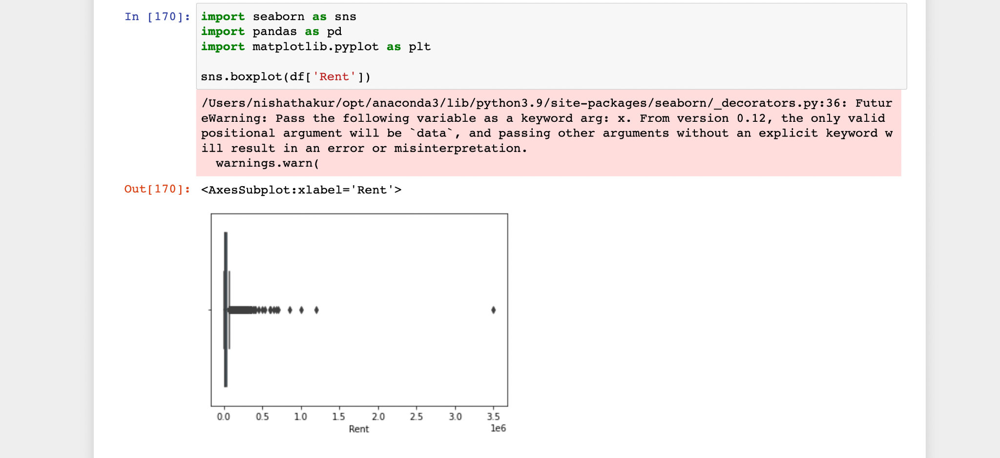 In [170]: import seaborn as sns
import pandas as pd
import matplotlib.pyplot as plt
sns.boxplot(df['Rent'])
/Users/nishathakur/opt/anaconda3/lib/python3.9/site-packages/seaborn/_decorators.py:36: Futur
eWarning: Pass the following variable as a keyword arg: x. From version 0.12, the only valid
positional argument will be `data`, and passing other arguments without an explicit keyword w
ill result in an error or misinterpretation.
  warnings.warn(
Out[170]: <AxesSubplot:xlabel='Rent'>
0.0 0.5 1.0 1.5 2.0 2.5 3.0 3.5
Rent 1e6